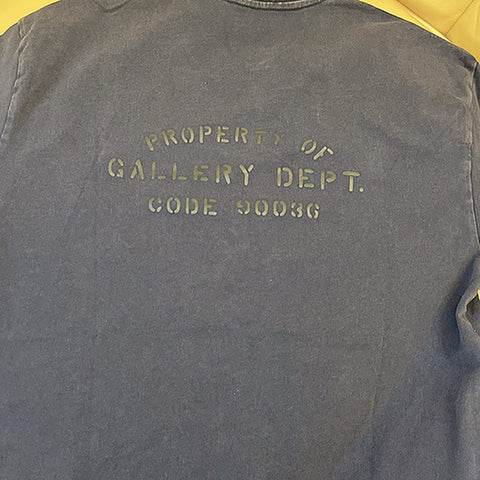 PROPERTY OF
GALLERY DEPT.
CODE 90036